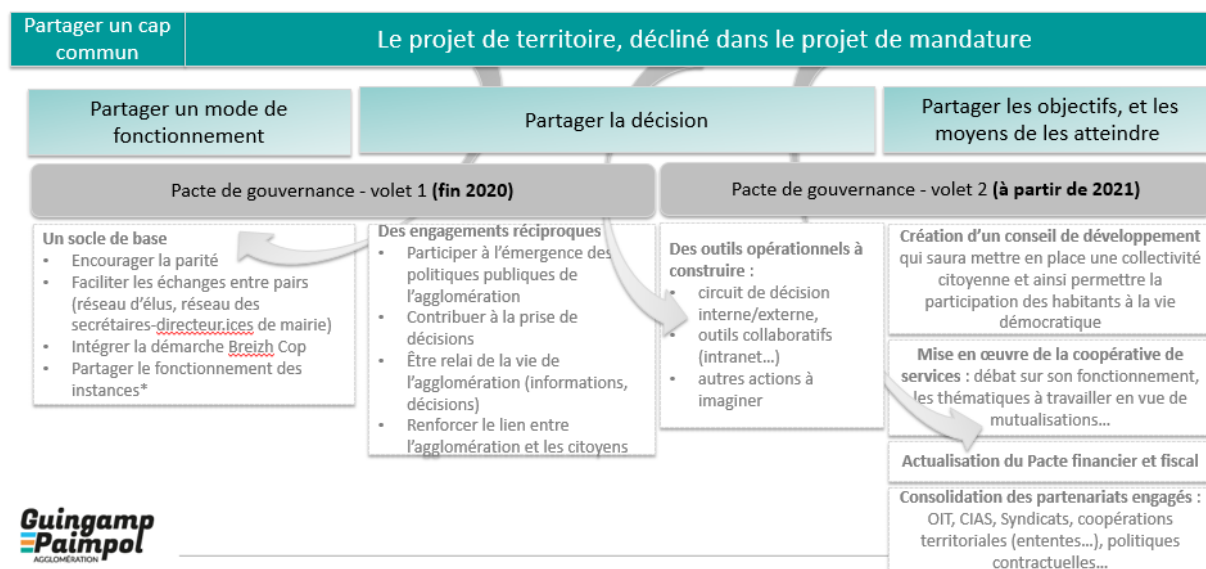 Partager un cap
commun
Le projet de territoire, décliné dans le projet de mandature
Partager un mode de
fonctionnement
Partager la décision
Partager les objectifs, et les
moyens de les atteindre
Pacte de gouvernance - volet 1 (fin 2020)
Pacte de gouvernance - volet 2 (à partir de 2021)
Un socle de base
• Encourager la parité
• Faciliter les échanges entre pairs
(réseau d'élus, réseau des
secrétaires-directeur.ices de mairie)
• Intégrer la démarche Breizh Cop
• Partager le fonctionnement des
instances*
Des engagements réciproques
• Participer à l'émergence des
politiques publiques de
l'agglomération
• Contribuer à la prise de
décisions
• Être relai de la vie de
l'agglomération (informations,
décisions)
• Renforcer le lien entre
l'agglomération et les citoyens
Des outils opérationnels à
construire :
• circuit de décision
interne/externe,
• outils collaboratifs
(intranet…)
• autres actions à
imaginer
Création d'un conseil de développement
qui saura mettre en place une collectivité
citoyenne et ainsi permettre la
participation des habitants à la vie
démocratique
Mise en œuvre de la coopérative de
services : débat sur son fonctionnement,
les thématiques à travailler en vue de
mutualisations…
Actualisation du Pacte financier et fiscal
Consolidation des partenariats engagés :
OIT, CIAS, Syndicats, coopérations
territoriales (ententes…), politiques
contractuelles…
Guingamp
Paimpol
AGGLOMÉRATION